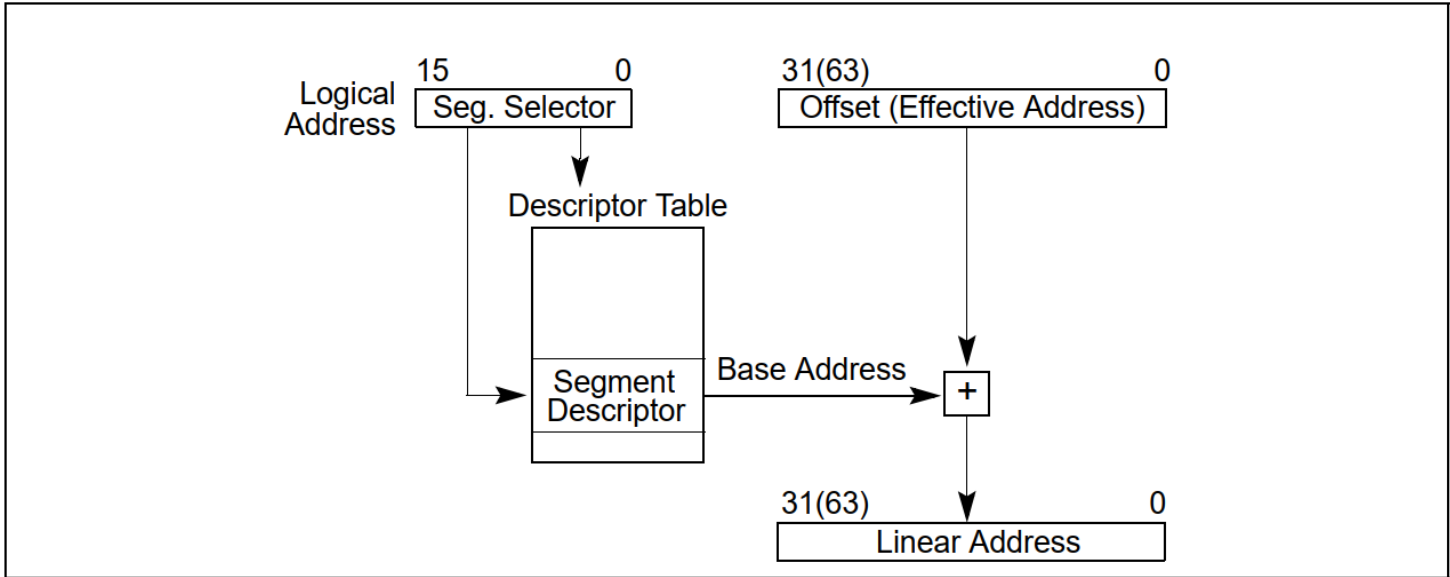 15 0
31(63) 0
Logical
Address
Seg. Selector
Offset (Effective Address)
Descriptor Table
Segment
Descriptor
Base Address
+
31(63) 0
Linear Address